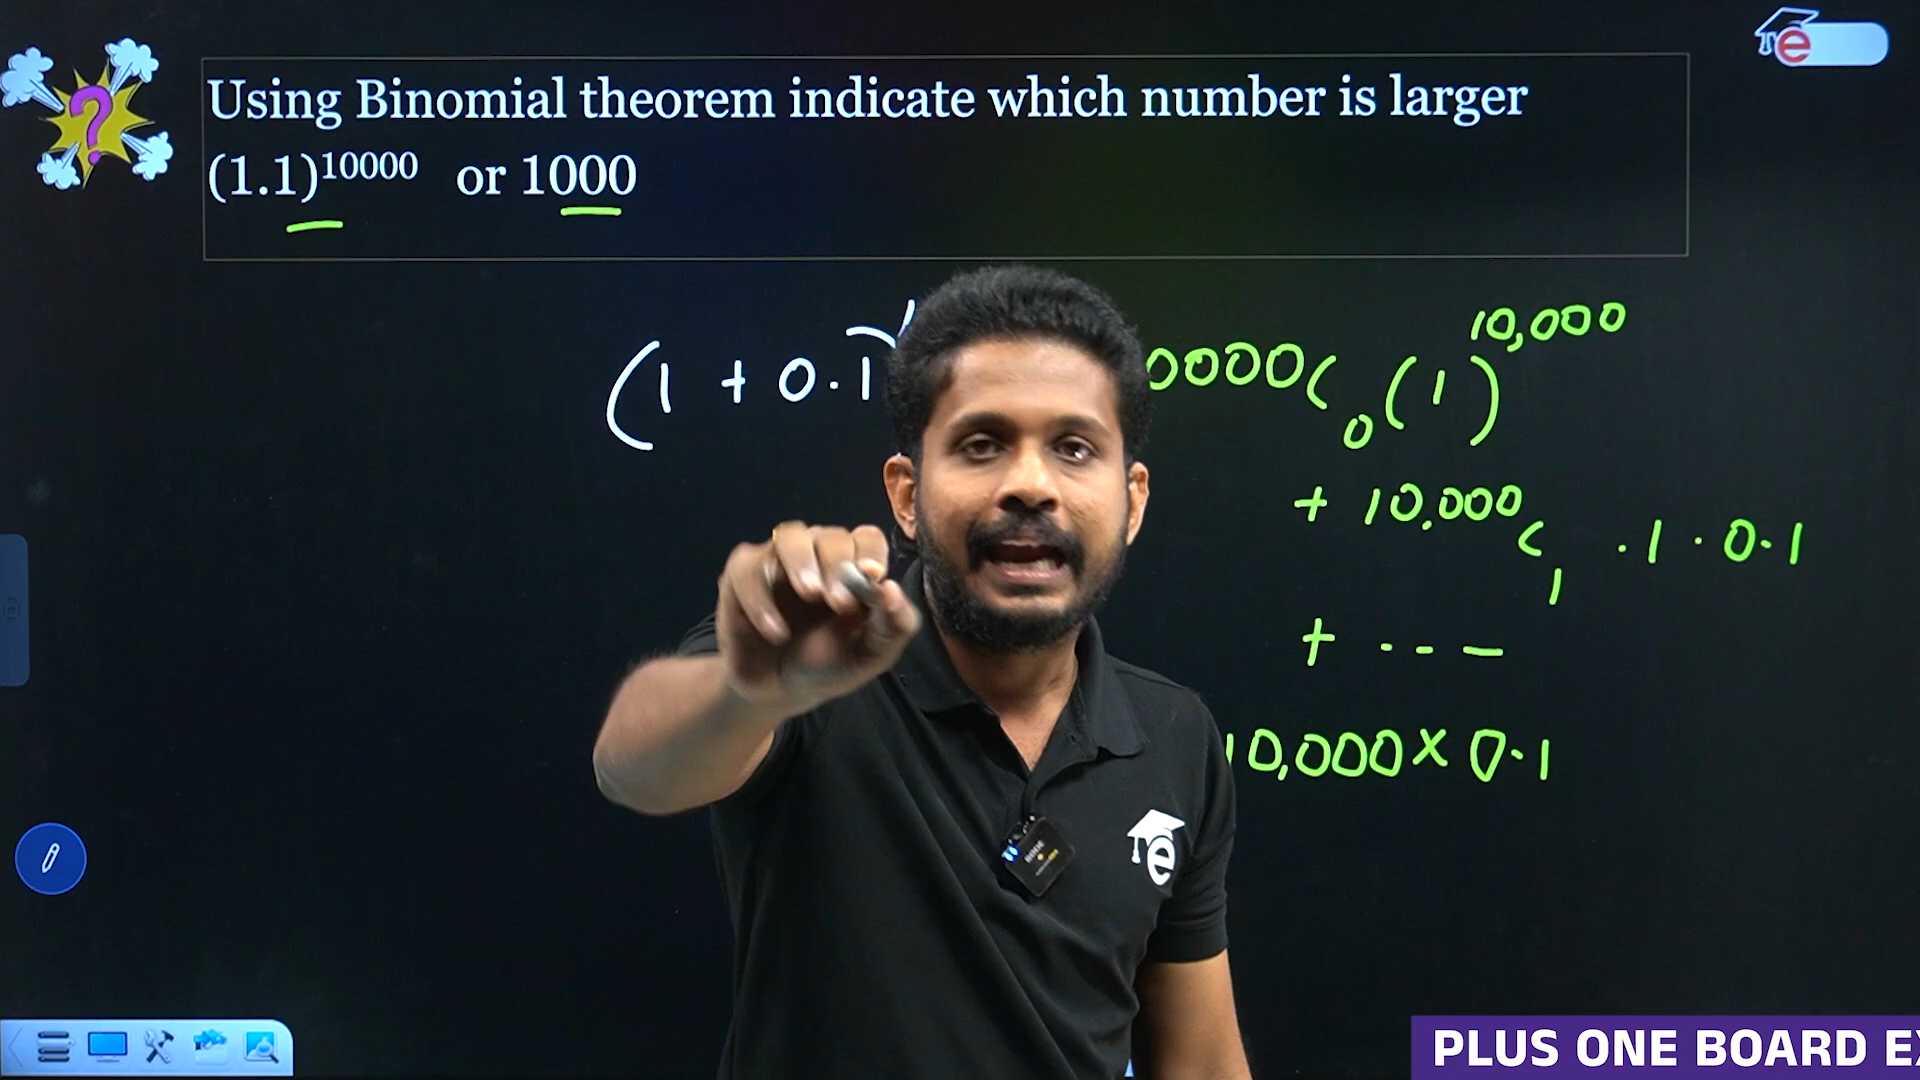 Using Binomial theorem indicate which number is larger
(1.1)^10000 or 1000
(1 + 0.1
0000C₀ (1)^10,000
+ 10,000C₁ . 1 . 0.1
+ - - -
10,000 × 0.1
e
RODE
e
PLUS ONE BOARD